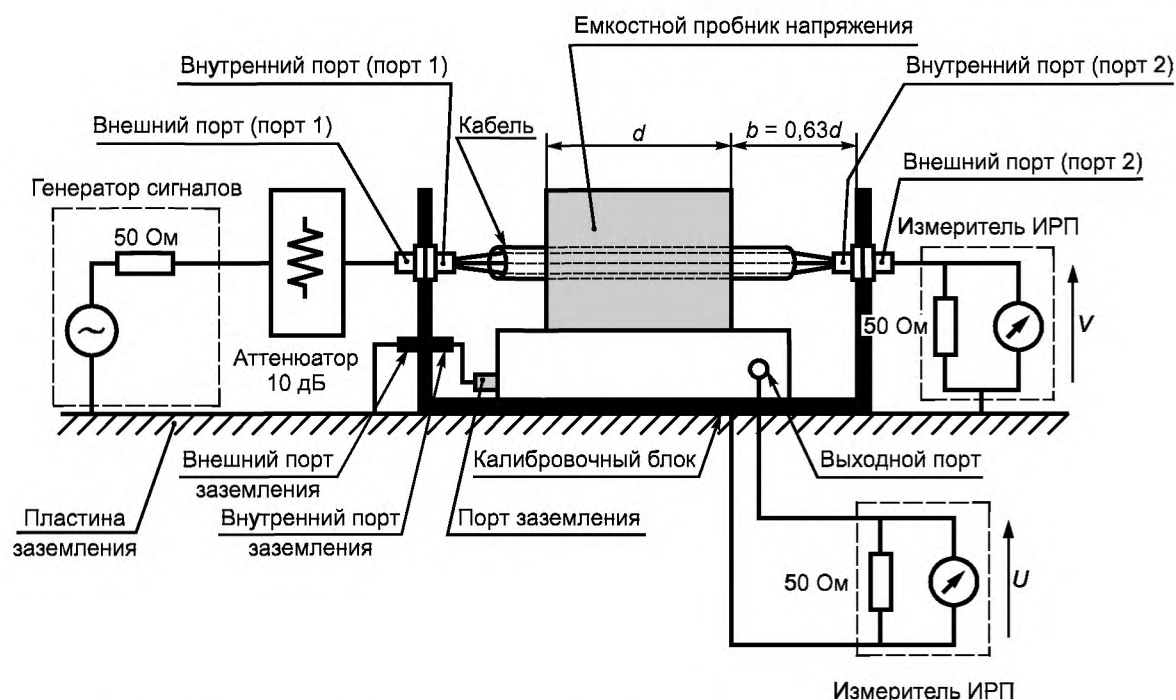 Емкостной пробник напряжения
Внутренний порт (порт 1)
Внутренний порт (порт 2)
Внешний порт (порт 1)
Кабель
d
b = 0,63d
Внешний порт (порт 2)
Генератор сигналов
50 Ом
Измеритель ИРП
50 Ом
V
Аттенюатор
10 дБ
Внешний порт
заземления
Калибровочный блок
Выходной порт
Пластина
заземления
Внутренний порт
заземления
Порт заземления
50 Ом
U
Измеритель ИРП